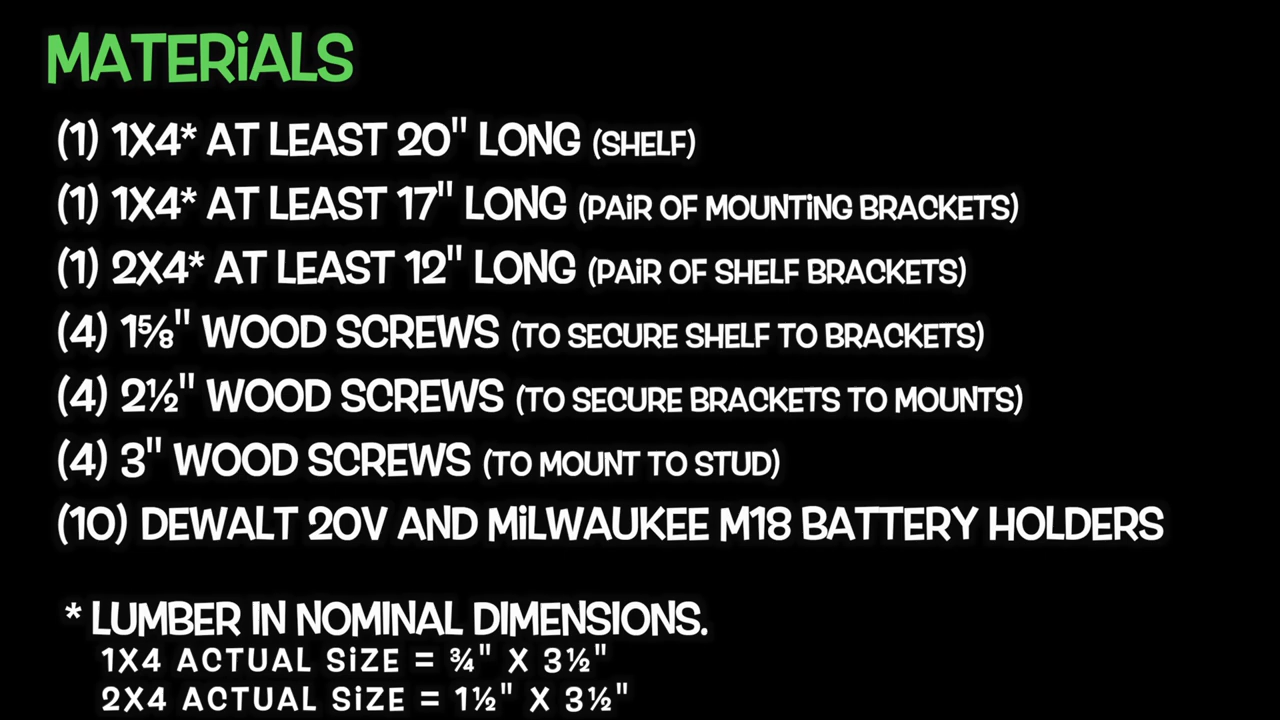 MATERIALS
(1) 1X4* AT LEAST 20" LONG (SHELF)
(1) 1X4* AT LEAST 17" LONG (PAIR OF MOUNTING BRACKETS)
(1) 2X4* AT LEAST 12" LONG (PAIR OF SHELF BRACKETS)
(4) 1⅝" WOOD SCREWS (TO SECURE SHELF TO BRACKETS)
(4) 2½" WOOD SCREWS (TO SECURE BRACKETS TO MOUNTS)
(4) 3" WOOD SCREWS (TO MOUNT TO STUD)
(10) DEWALT 20V AND MILWAUKEE M18 BATTERY HOLDERS
* LUMBER IN NOMINAL DIMENSIONS.
1X4 ACTUAL SIZE = ¾" X 3½"
2X4 ACTUAL SIZE = 1½" X 3½"